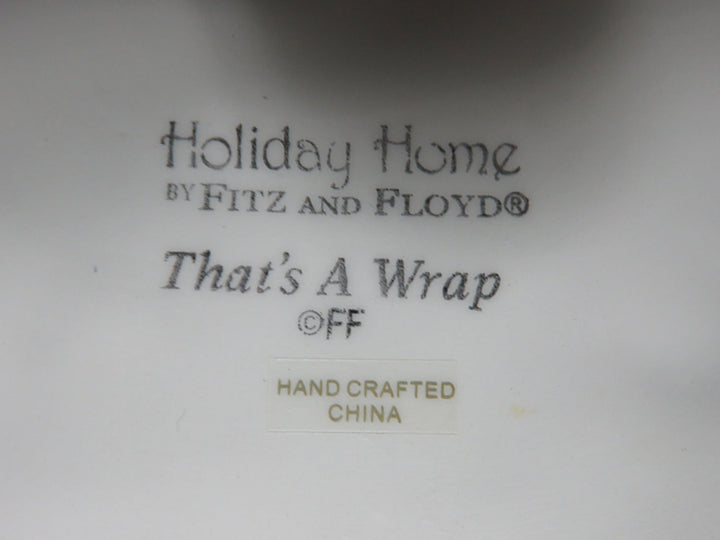 Holiday Home
BY FITZ AND FLOYD®
That's A Wrap
©FF
HAND CRAFTED
CHINA